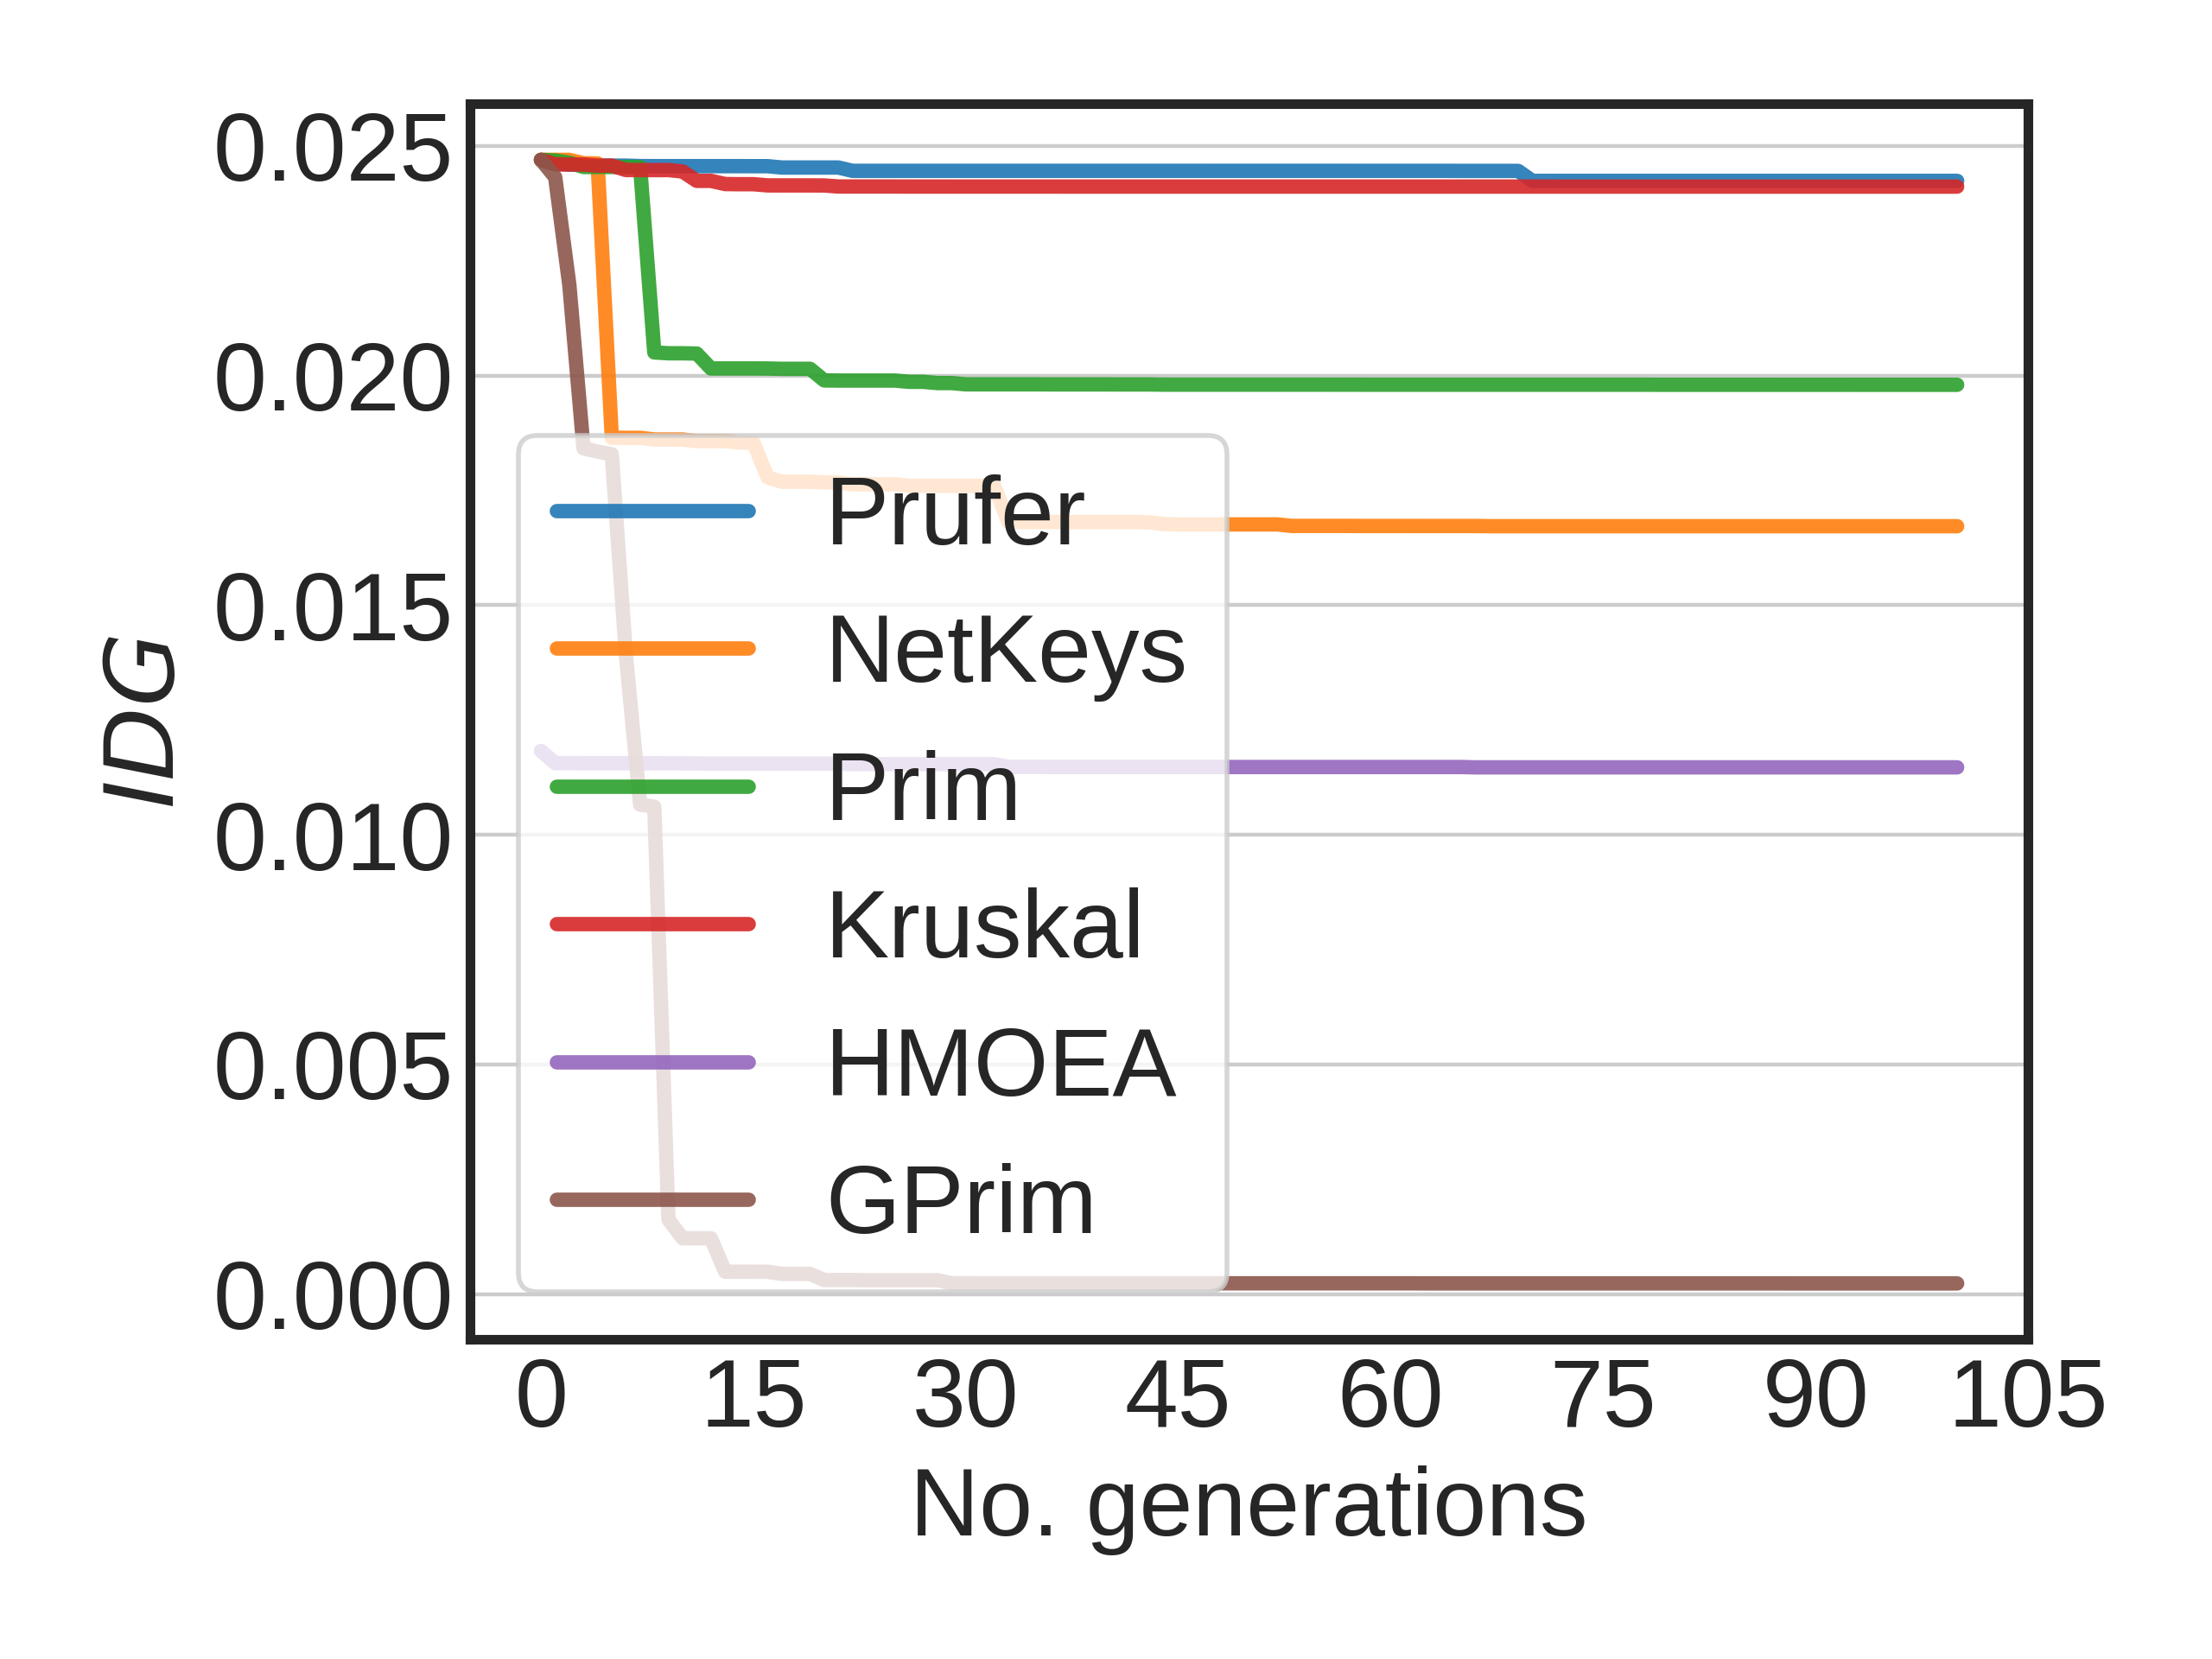 0.025
0.020
0.015
0.010
0.005
0.000
IDG
Prufer
NetKeys
Prim
Kruskal
HMOEA
GPrim
0 15 30 45 60 75 90 105
No. generations